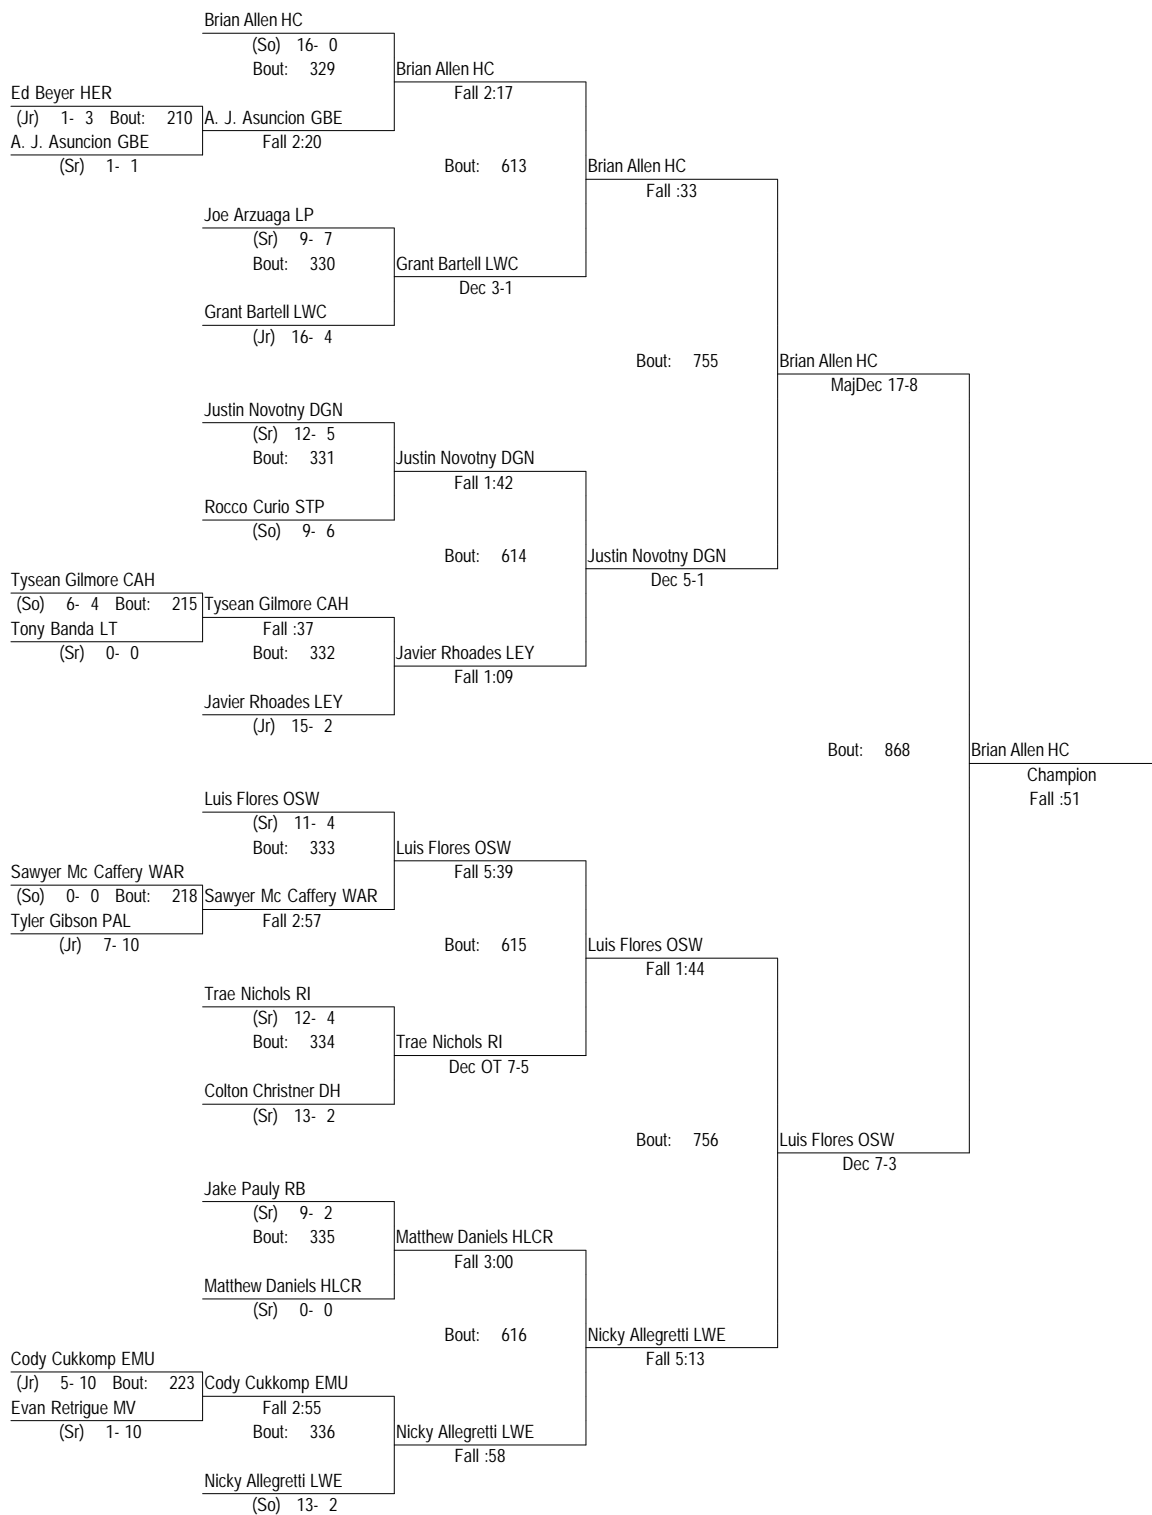 Brian Allen HC
(So) 16- 0
Bout: 329
Brian Allen HC
Fall 2:17
Ed Beyer HER
(Jr) 1- 3 Bout: 210
A. J. Asuncion GBE
A. J. Asuncion GBE
Fall 2:20
(Sr) 1- 1
Bout: 613
Brian Allen HC
Fall :33
Joe Arzuaga LP
(Sr) 9- 7
Bout: 330
Grant Bartell LWC
Dec 3-1
Grant Bartell LWC
(Jr) 16- 4
Bout: 755
Brian Allen HC
MajDec 17-8
Justin Novotny DGN
(Sr) 12- 5
Bout: 331
Justin Novotny DGN
Fall 1:42
Rocco Curio STP
(So) 9- 6
Bout: 614
Justin Novotny DGN
Dec 5-1
Tysean Gilmore CAH
(So) 6- 4 Bout: 215
Tysean Gilmore CAH
Tony Banda LT
Fall :37
(Sr) 0- 0
Bout: 332
Javier Rhoades LEY
Fall 1:09
Javier Rhoades LEY
(Jr) 15- 2
Bout: 868
Brian Allen HC
Champion
Fall :51
Luis Flores OSW
(Sr) 11- 4
Bout: 333
Luis Flores OSW
Fall 5:39
Sawyer Mc Caffery WAR
(So) 0- 0 Bout: 218
Sawyer Mc Caffery WAR
Tyler Gibson PAL
Fall 2:57
(Jr) 7- 10
Bout: 615
Luis Flores OSW
Fall 1:44
Trae Nichols RI
(Sr) 12- 4
Bout: 334
Trae Nichols RI
Dec OT 7-5
Colton Christner DH
(Sr) 13- 2
Bout: 756
Luis Flores OSW
Dec 7-3
Jake Pauly RB
(Sr) 9- 2
Bout: 335
Matthew Daniels HLCR
Fall 3:00
Matthew Daniels HLCR
(Sr) 0- 0
Bout: 616
Nicky Allegretti LWE
Fall 5:13
Cody Cukkomp EMU
(Jr) 5- 10 Bout: 223
Cody Cukkomp EMU
Evan Retrigue MV
Fall 2:55
(Sr) 1- 10
Bout: 336
Nicky Allegretti LWE
Fall :58
Nicky Allegretti LWE
(So) 13- 2